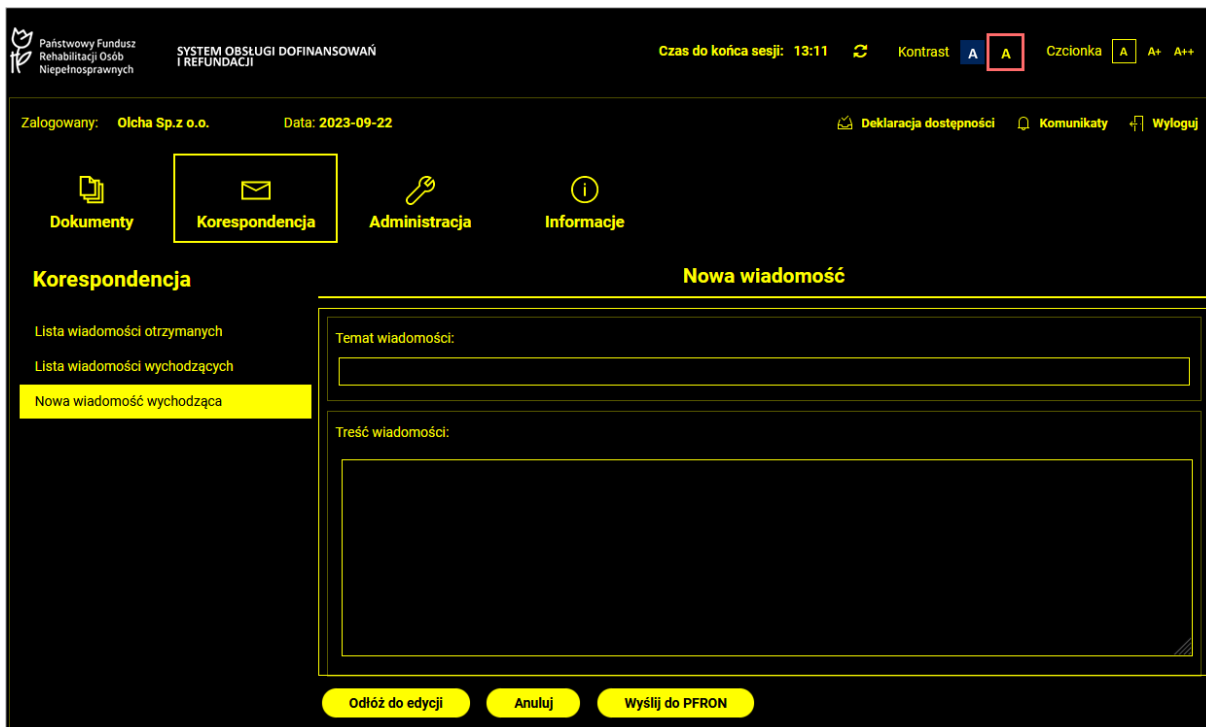 Państwowy Fundusz
Rehabilitacji Osób
Niepełnosprawnych
SYSTEM OBSŁUGI DOFINANSOWAŃ
I REFUNDACJI
Czas do końca sesji: 13:11 Kontrast A A Czcionka A A+ A++
Zalogowany: Olcha Sp.z o.o. Data: 2023-09-22 Deklaracja dostępności Komunikaty Wyloguj
Dokumenty Korespondencja Administracja Informacje
Korespondencja
Lista wiadomości otrzymanych
Lista wiadomości wychodzących
Nowa wiadomość wychodząca
Nowa wiadomość
Temat wiadomości:
Treść wiadomości:
Odłóż do edycji Anuluj Wyślij do PFRON